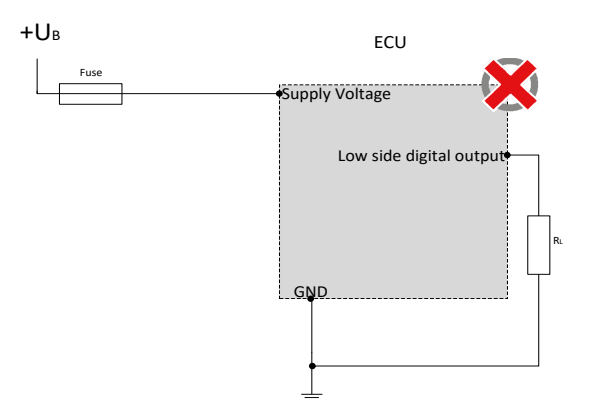 +UB
ECU
Fuse
Supply Voltage
Low side digital output
RL
GND